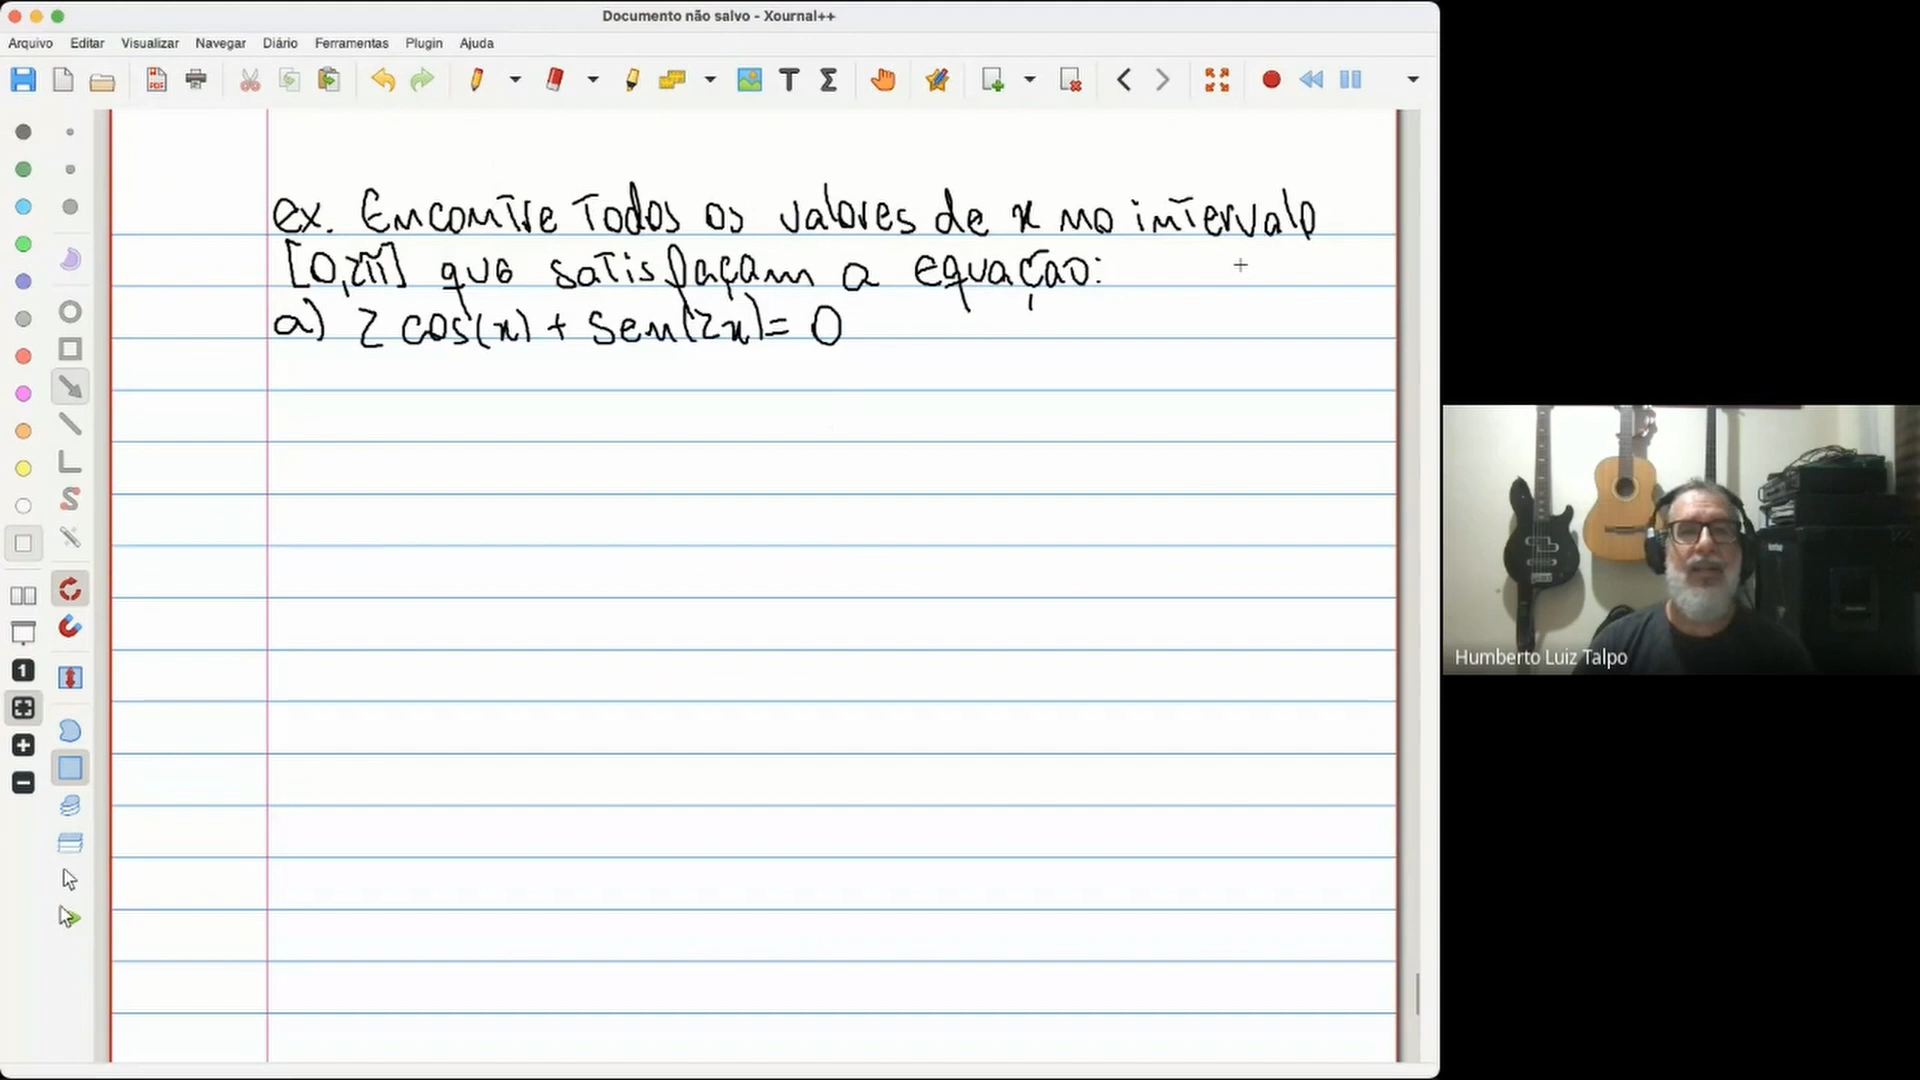 Documento não salvo - Xournal++
Arquivo Editar Visualizar Navegar Diário Ferramentas Plugin Ajuda
ex. Encontre Todos os valores de x no intervalo
[0,2π] que satisfaçam a equação:
a) 2 cos(x) + sen(2x) = 0
Humberto Luiz Talpo